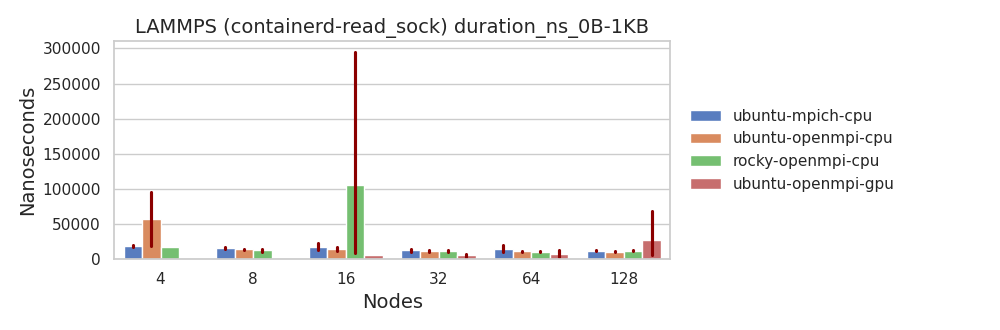 LAMMPS (containerd-read_sock) duration_ns_0B-1KB
300000
250000
200000
150000
100000
50000
0
Nanoseconds
4 8 16 32 64 128
Nodes
ubuntu-mpich-cpu
ubuntu-openmpi-cpu
rocky-openmpi-cpu
ubuntu-openmpi-gpu